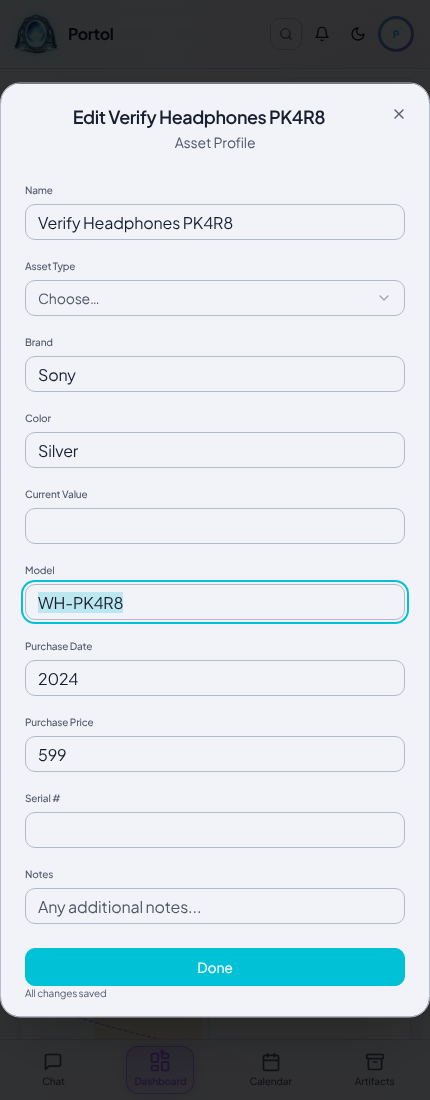 Portol
P
Edit Verify Headphones PK4R8
Asset Profile
Name
Verify Headphones PK4R8
Asset Type
Choose...
Brand
Sony
Color
Silver
Current Value
Model
WH-PK4R8
Purchase Date
2024
Purchase Price
599
Serial #
Notes
Any additional notes...
Done
All changes saved
Chat
Dashboard
Calendar
Artifacts